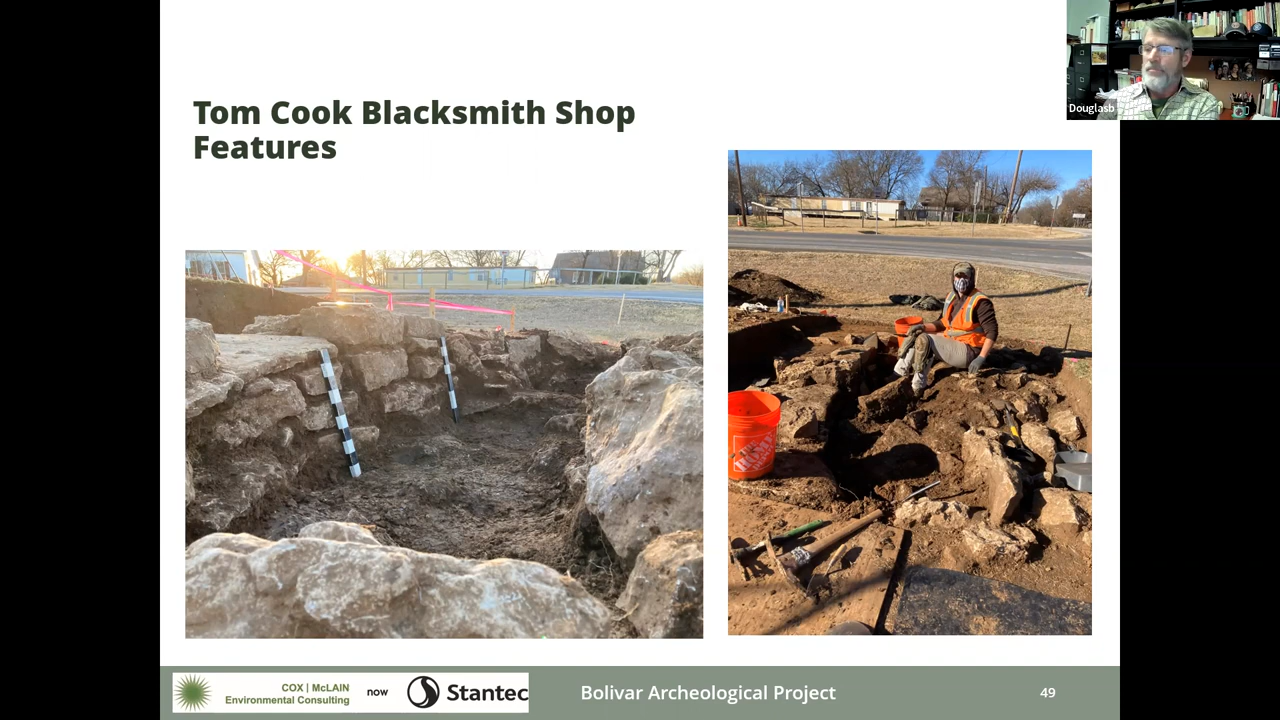 Tom Cook Blacksmith Shop
Features
Douglasb
COX | McLAIN
Environmental Consulting
now
Stantec
Bolivar Archeological Project
49